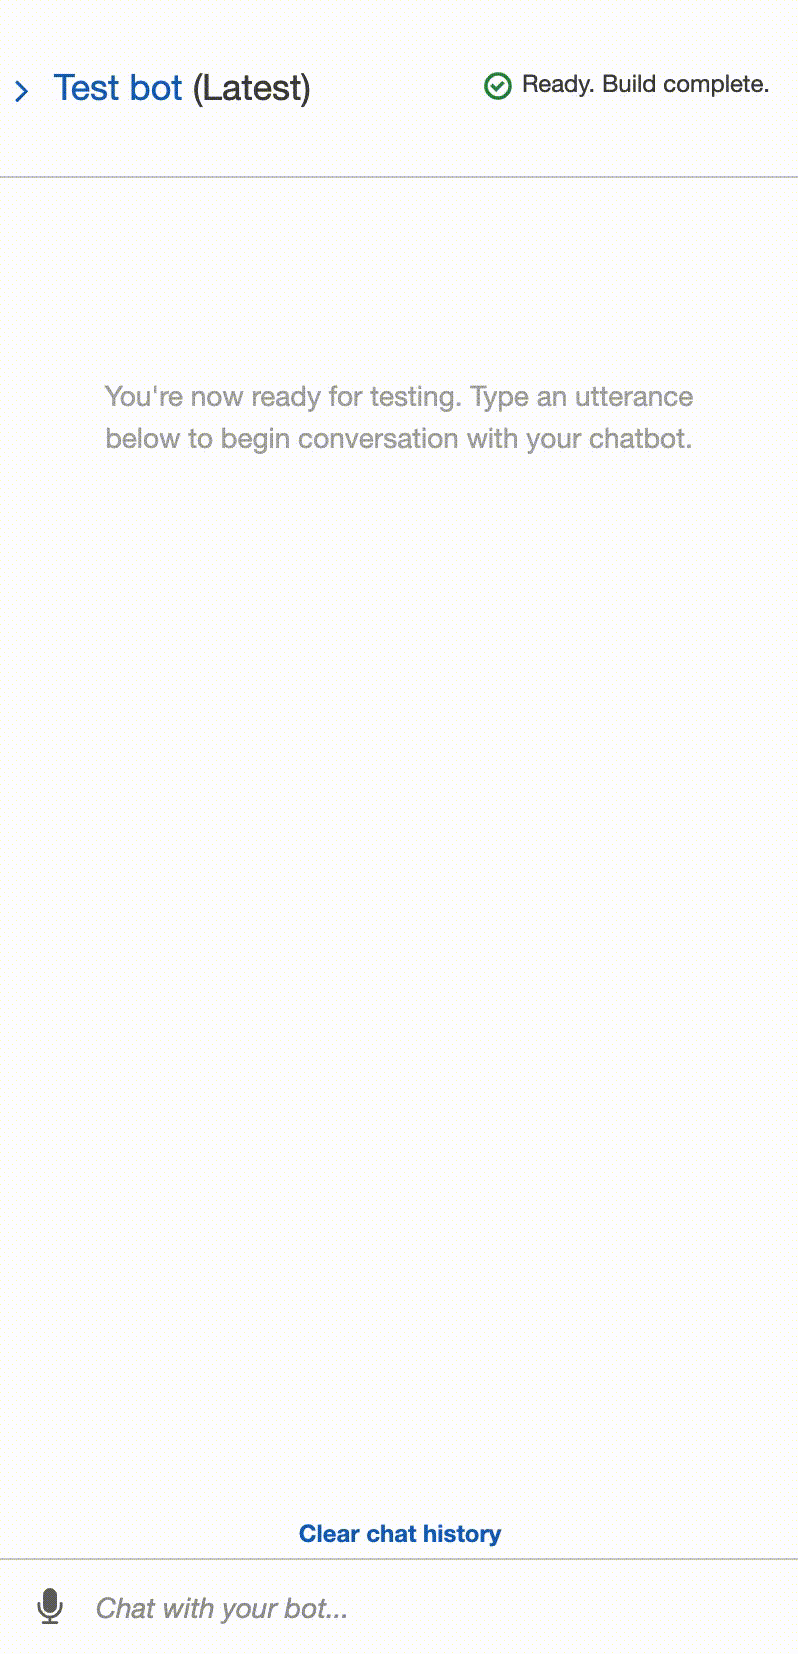 Test bot (Latest)
Ready. Build complete.
You're now ready for testing. Type an utterance
below to begin conversation with your chatbot.
Clear chat history
Chat with your bot...